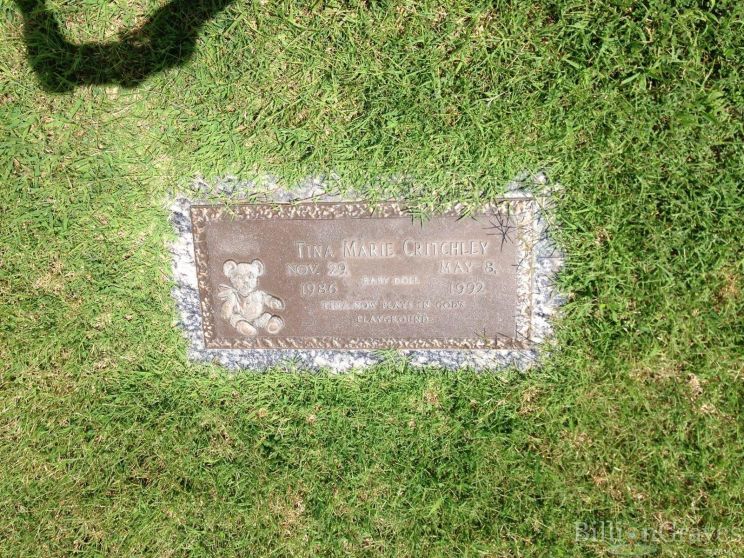 TINA MARIE CRITCHLEY
NOV. 29, MAY 8,
1986 BABY DOLL 1992
TINA NOW PLAYS IN GOD'S
PLAYGROUND
BillionGraves